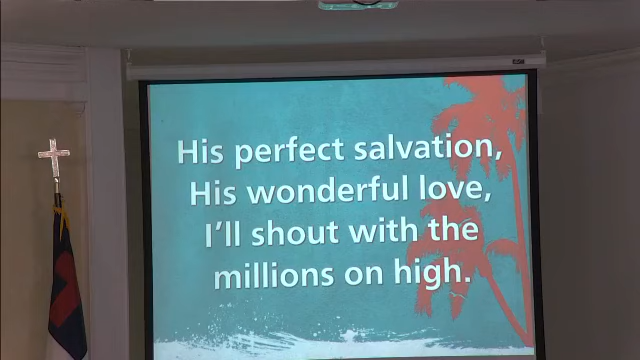 His perfect salvation,
His wonderful love,
I'll shout with the
millions on high.